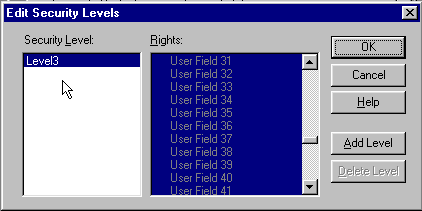 Edit Security Levels
Security Level:
Rights:
Level3
User Field 31
User Field 32
User Field 33
User Field 34
User Field 35
User Field 36
User Field 37
User Field 38
User Field 39
User Field 40
User Field 41
OK
Cancel
Help
Add Level
Delete Level